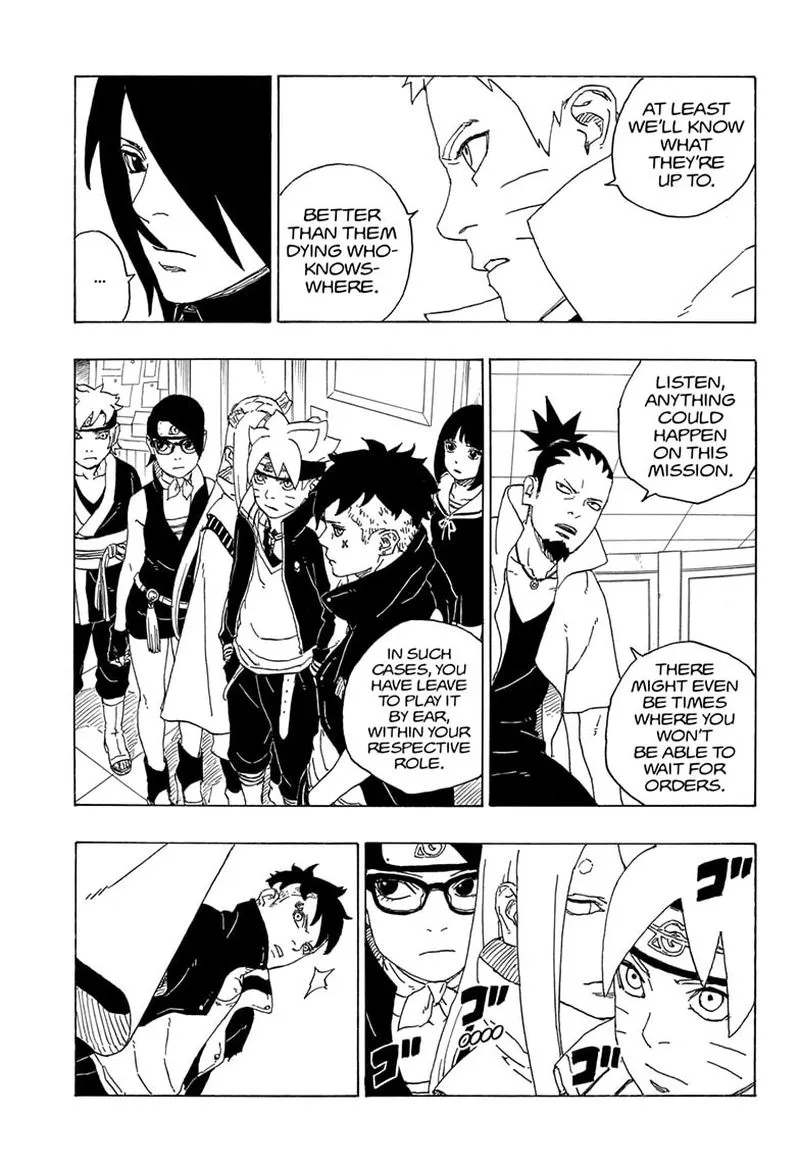 AT LEAST
WE'LL KNOW
WHAT
THEY'RE
UP TO.
BETTER
THAN THEM
DYING WHO-
KNOWS-
WHERE.
...
LISTEN,
ANYTHING
COULD
HAPPEN
ON THIS
MISSION.
THERE
MIGHT EVEN
BE TIMES
WHERE YOU
WON'T
BE ABLE TO
WAIT FOR
ORDERS.
IN SUCH
CASES, YOU
HAVE LEAVE
TO PLAY IT
BY EAR,
WITHIN YOUR
RESPECTIVE
ROLE.
ゴ
ゴ
OOOO
ゴ
ゴ